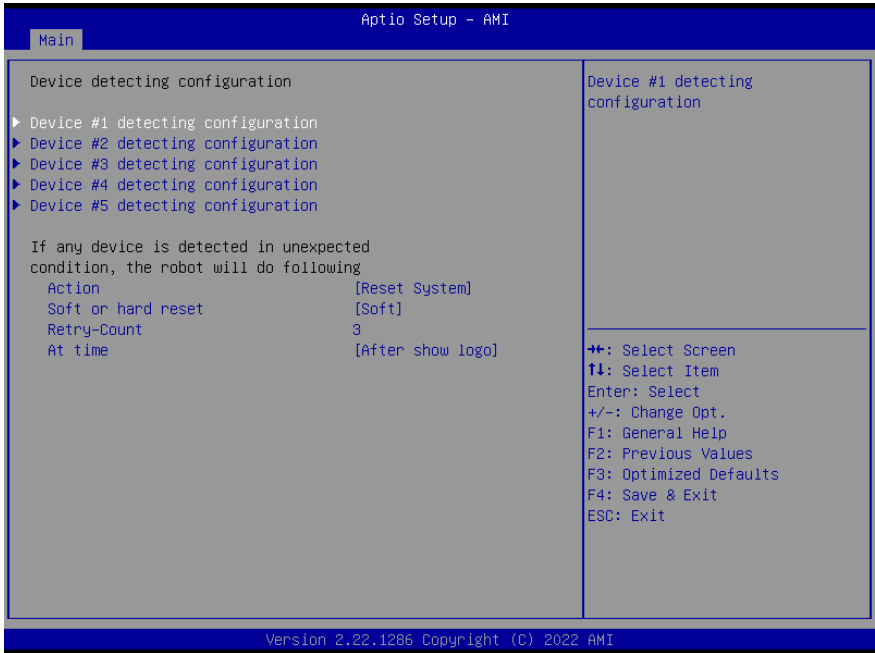 Aptio Setup – AMI
Main
Device detecting configuration
Device #1 detecting configuration
Device #2 detecting configuration
Device #3 detecting configuration
Device #4 detecting configuration
Device #5 detecting configuration
If any device is detected in unexpected
condition, the robot will do following
Action [Reset System]
Soft or hard reset [Soft]
Retry-Count 3
At time [After show logo]
Device #1 detecting
configuration
→←: Select Screen
↑↓: Select Item
Enter: Select
+/-: Change Opt.
F1: General Help
F2: Previous Values
F3: Optimized Defaults
F4: Save & Exit
ESC: Exit
Version 2.22.1286 Copyright (C) 2022 AMI